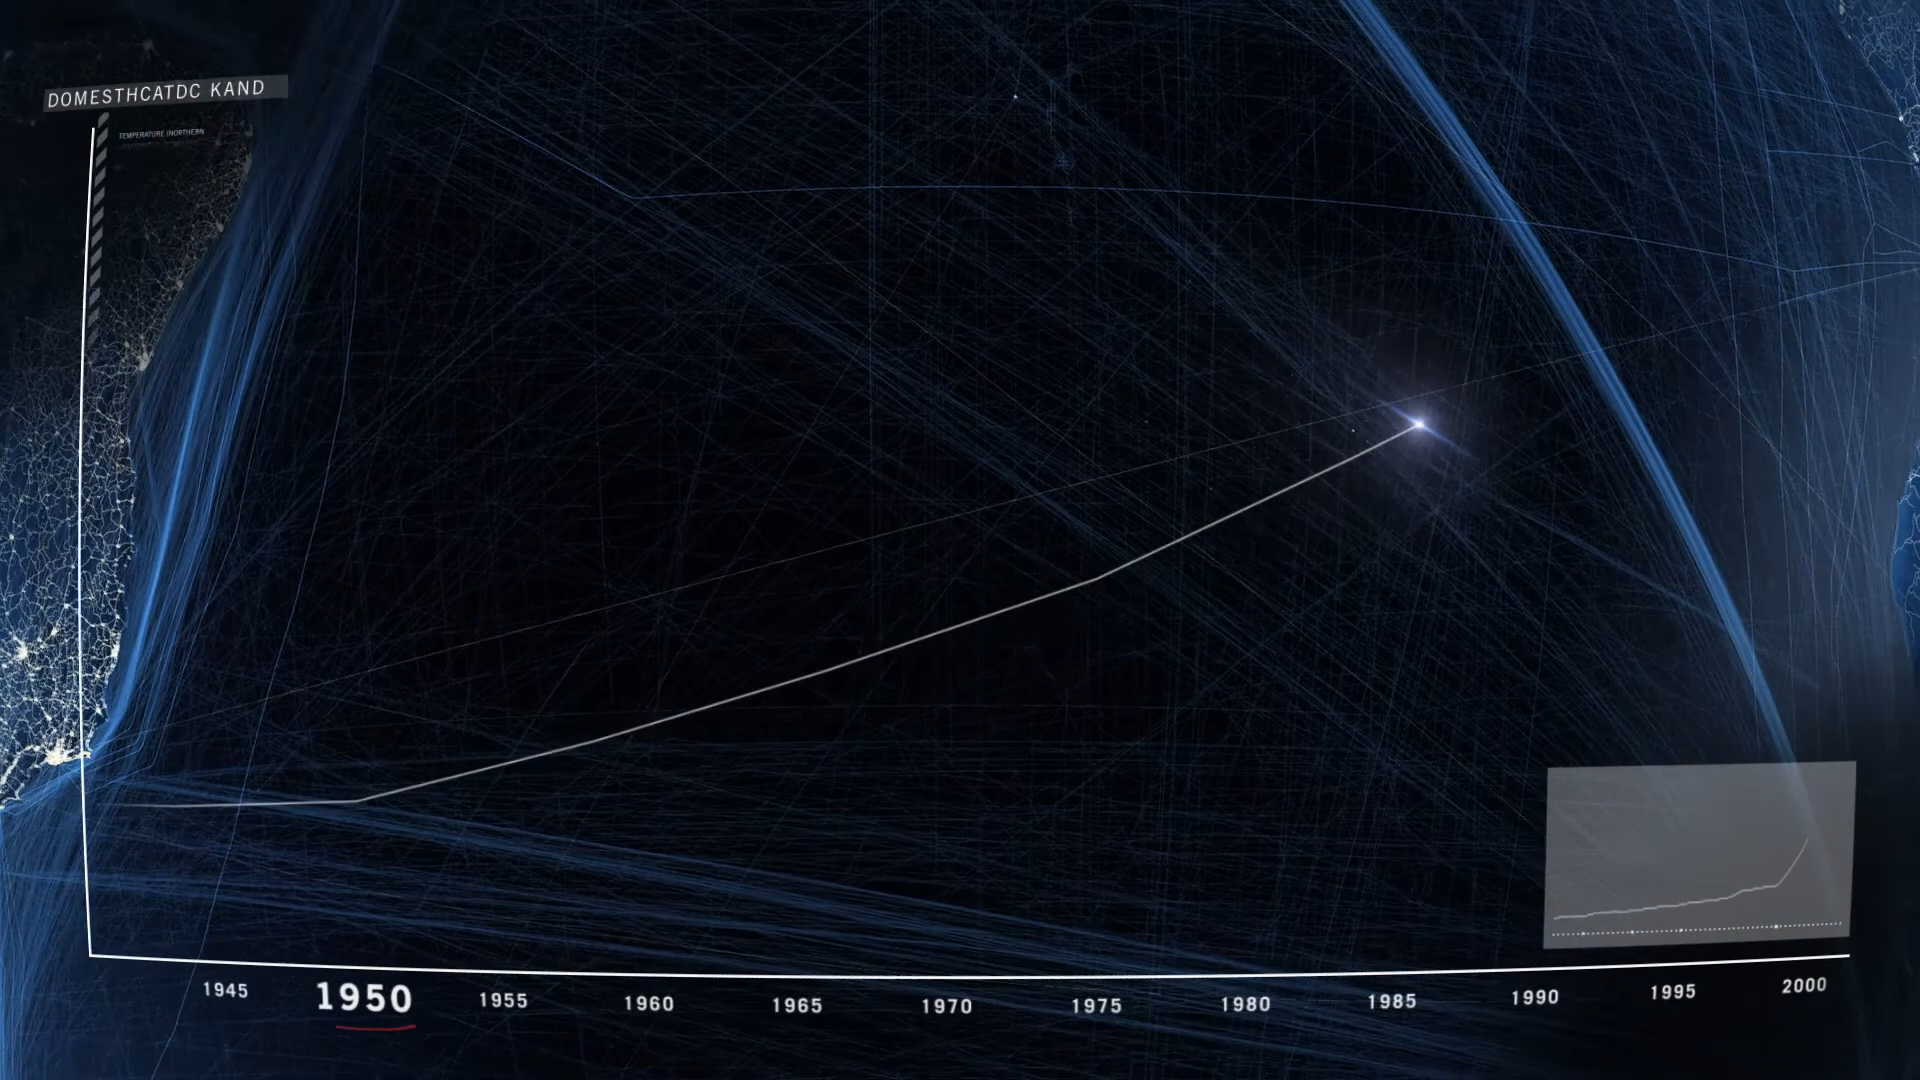 DOMESTHCATDC KAND
TEMPERATURE (NORTHERN
1945 1950 1955 1960 1965 1970 1975 1980 1985 1990 1995 2000